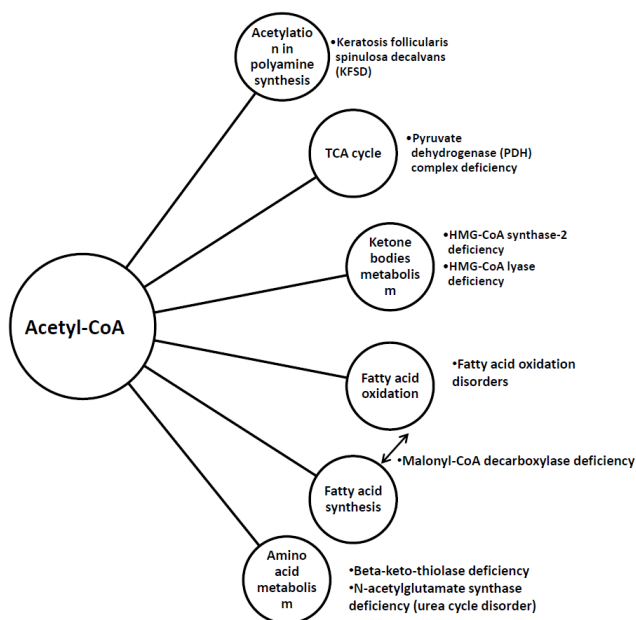 Acetylatio
n in
polyamine
synthesis
•Keratosis follicularis
spinulosa decalvans
(KFSD)
TCA cycle
•Pyruvate
dehydrogenase (PDH)
complex deficiency
Ketone
bodies
metabolis
m
•HMG-CoA synthase-2
deficiency
•HMG-CoA lyase
deficiency
Acetyl-CoA
Fatty acid
oxidation
•Fatty acid oxidation
disorders
•Malonyl-CoA decarboxylase deficiency
Fatty acid
synthesis
Amino
acid
metabolis
m
•Beta-keto-thiolase deficiency
•N-acetylglutamate synthase
deficiency (urea cycle disorder)